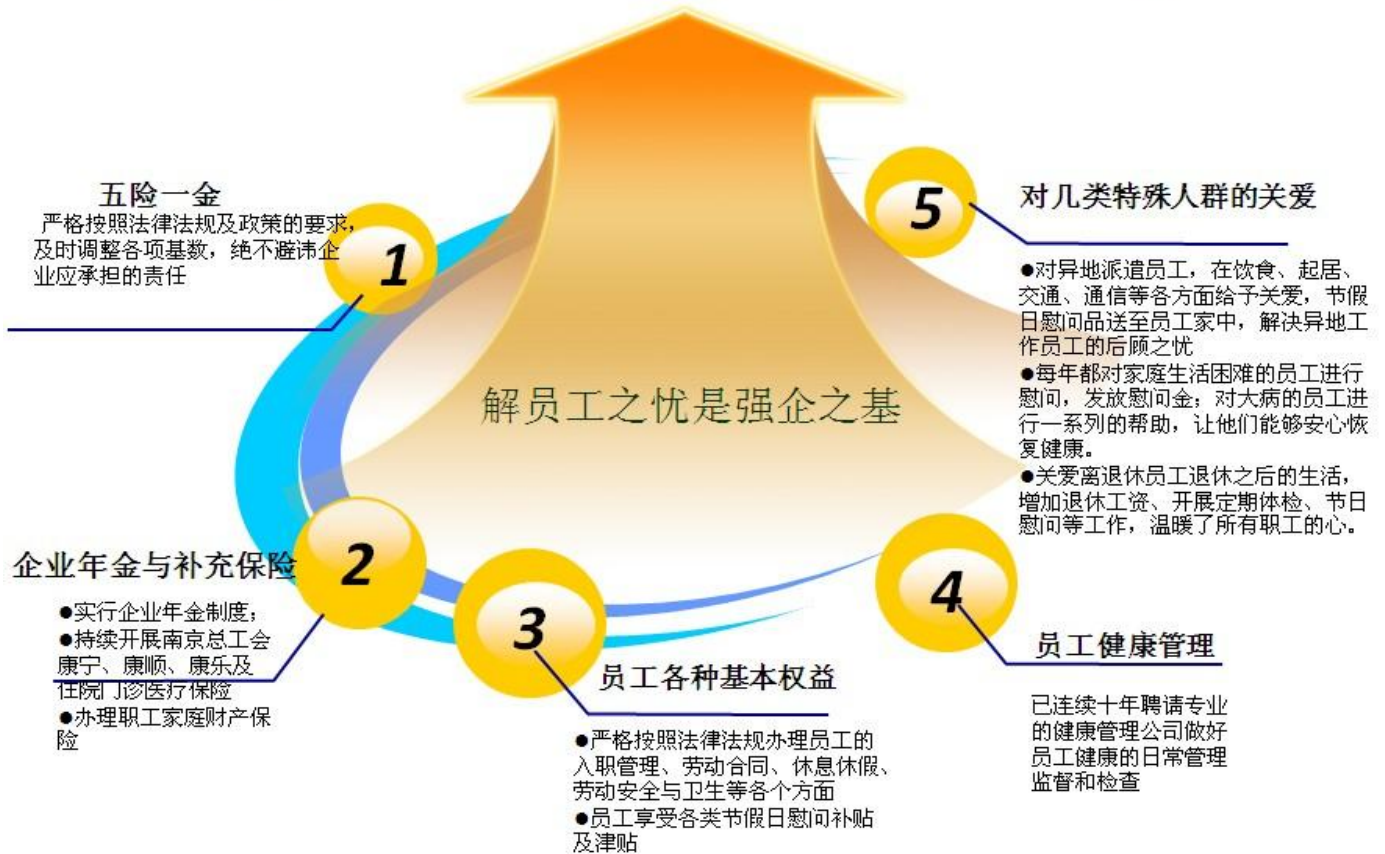 五险一金
严格按照法律法规及政策的要求,
及时调整各项基数，绝不避讳企
业应承担的责任
1
解员工之忧是强企之基
企业年金与补充保险
●实行企业年金制度；
●持续开展南京总工会
康宁、康顺、康乐及
住院门诊医疗保险
●办理职工家庭财产保
险
2
3
员工各种基本权益
●严格按照法律法规办理员工的
入职管理、劳动合同、休息休假、
劳动安全与卫生等各个方面
●员工享受各类节假日慰问补贴
及津贴
4
员工健康管理
已连续十年聘请专业
的健康管理公司做好
员工健康的日常管理
监督和检查
5
对几类特殊人群的关爱
●对异地派遣员工，在饮食、起居、
交通、通信等各方面给予关爱，节假
日慰问品送至员工家中，解决异地工
作员工的后顾之忧
●每年都对家庭生活困难的员工进行
慰问，发放慰问金；对大病的员工进
行一系列的帮助，让他们能够安心恢
复健康。
●关爱离退休员工退休之后的生活，
增加退休工资、开展定期体检、节日
慰问等工作，温暖了所有职工的心。